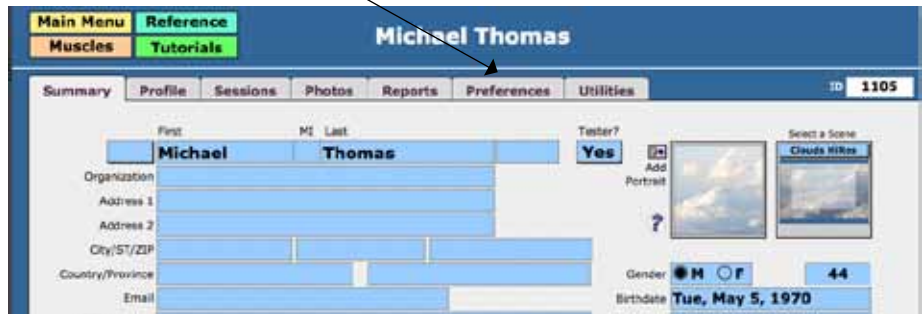 Main Menu Reference
Muscles Tutorials
Michael Thomas
Summary Profile Sessions Photos Reports Preferences Utilities ID 1105
First MI Last Tester? Select a Scene
Michael Thomas Yes Clouds HiRes
Add
Portrait
Organization
Address 1
Address 2
?
City/ST/ZIP
Country/Province Gender M F 44
Email Birthdate Tue, May 5, 1970